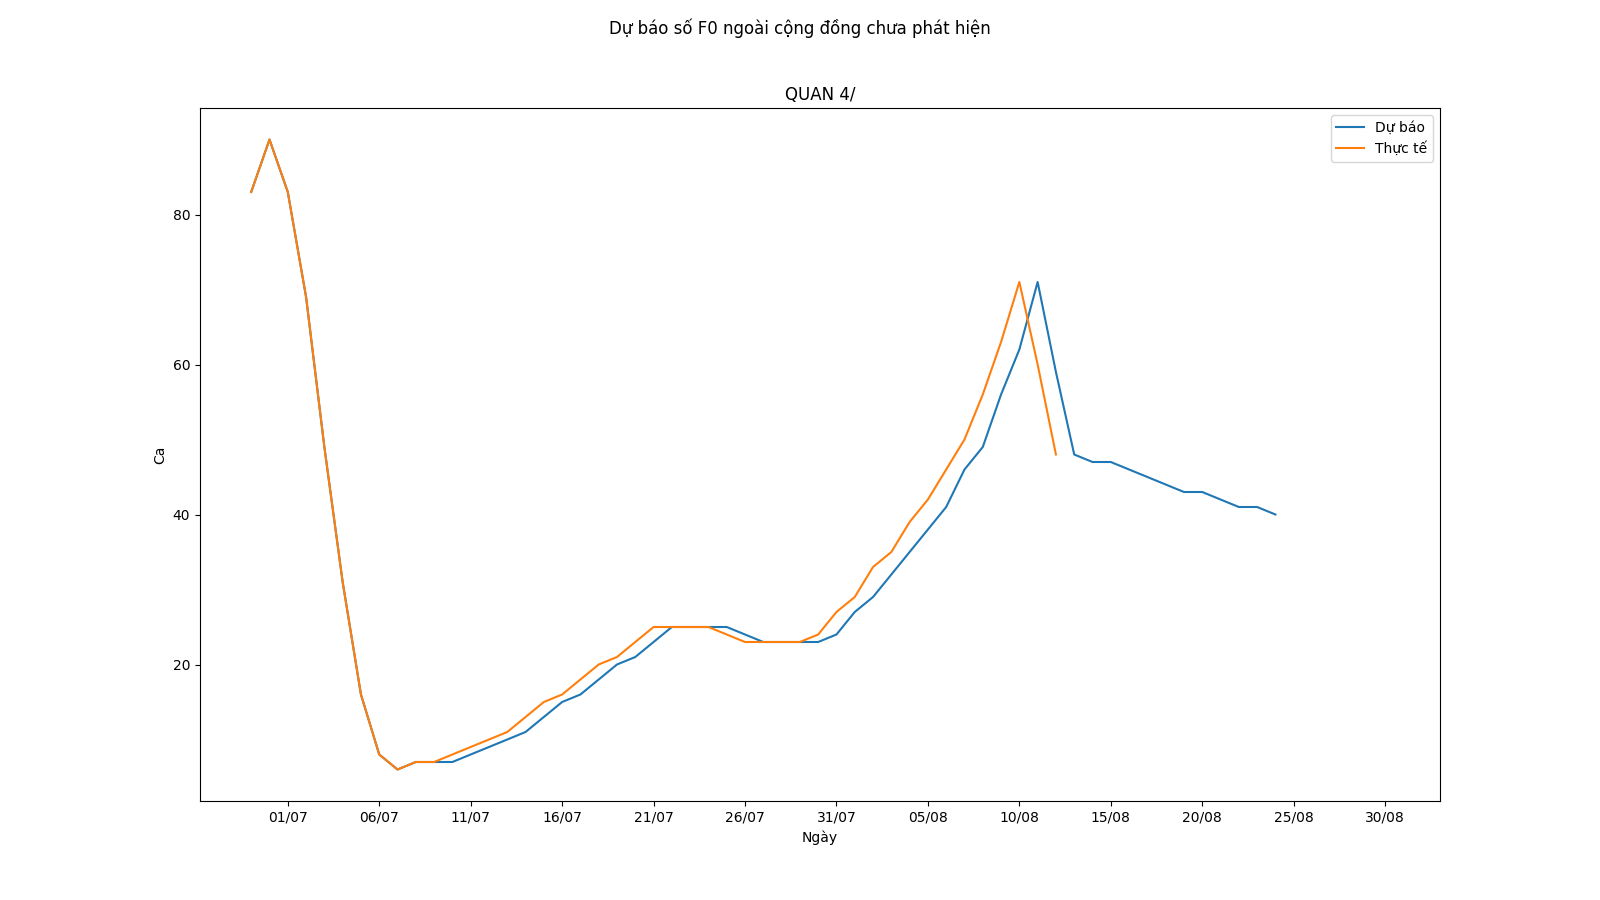 Dự báo số F0 ngoài cộng đồng chưa phát hiện
QUAN 4/
Dự báo
Thực tế
80
60
40
20
Ca
01/07 06/07 11/07 16/07 21/07 26/07 31/07 05/08 10/08 15/08 20/08 25/08 30/08
Ngày